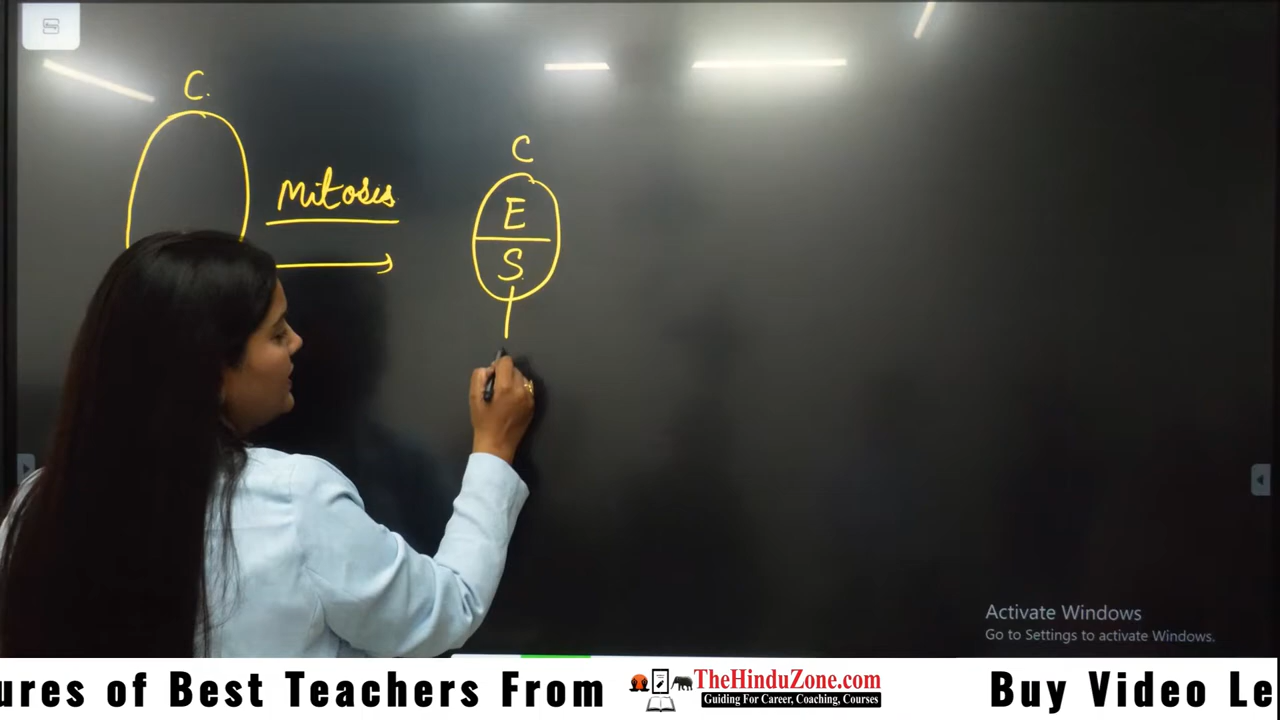 C.
C
Mitosis
E
S.
Activate Windows
Go to Settings to activate Windows.
ures of Best Teachers From
TheHinduZone.com
Guiding For Career, Coaching, Courses
Buy Video Le